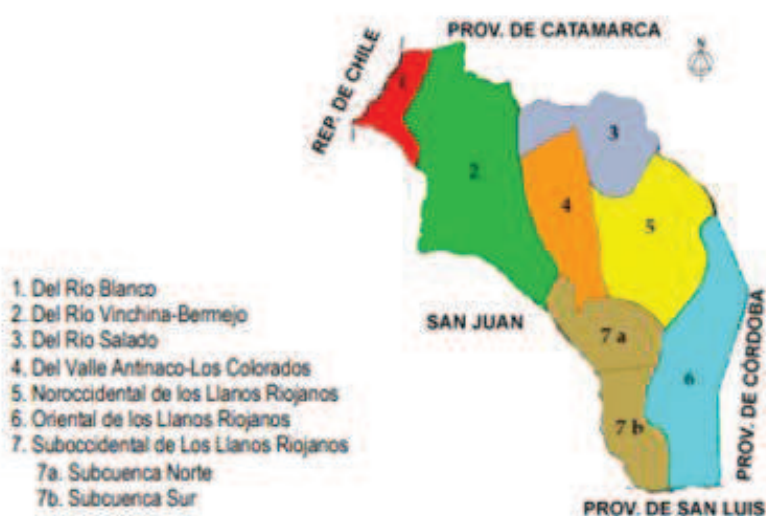 PROV. DE CATAMARCA
REP. DE CHILE
N
1
2
3
4
5
SAN JUAN
7 a
6
7 b
PROV. DE CÓRDOBA
PROV. DE SAN LUIS
1. Del Río Blanco
2. Del Río Vinchina-Bermejo
3. Del Río Salado
4. Del Valle Antinaco-Los Colorados
5. Noroccidental de los Llanos Riojanos
6. Oriental de los Llanos Riojanos
7. Suboccidental de Los Llanos Riojanos
7a. Subcuenca Norte
7b. Subcuenca Sur